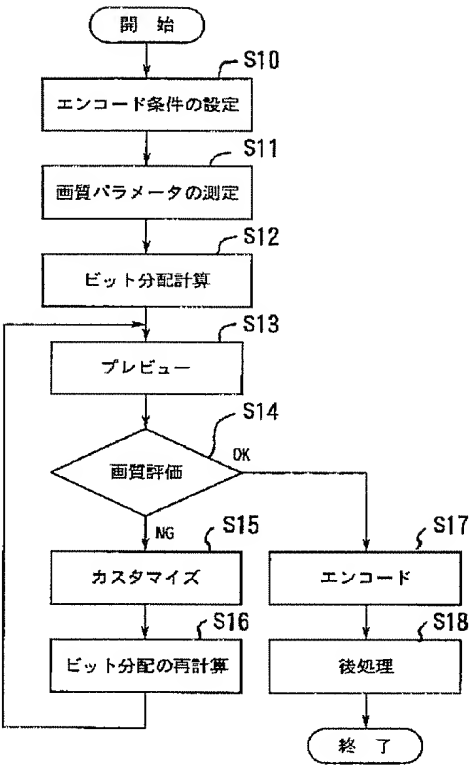 開 始
S10
エンコード条件の設定
S11
画質パラメータの測定
S12
ビット分配計算
S13
プレビュー
S14
画質評価
OK
NG
S15
カスタマイズ
S16
ビット分配の再計算
S17
エンコード
S18
後処理
終 了